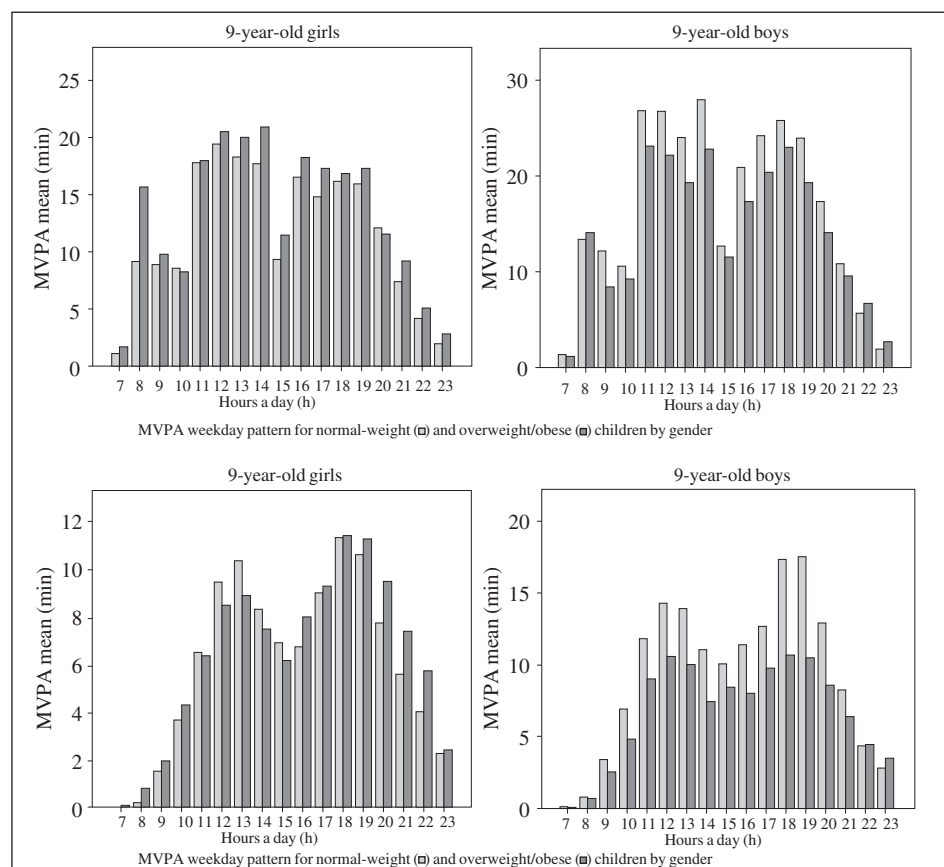 9-year-old girls
9-year-old boys
MVPA mean (min)
25
20
15
10
5
0
7 8 9 10 11 12 13 14 15 16 17 18 19 20 21 22 23
Hours a day (h)
MVPA mean (min)
30
20
10
0
7 8 9 10 11 12 13 14 15 16 17 18 19 20 21 22 23
Hours a day (h)
MVPA weekday pattern for normal-weight () and overweight/obese () children by gender
9-year-old girls
9-year-old boys
MVPA mean (min)
12
10
8
6
4
2
0
7 8 9 10 11 12 13 14 15 16 17 18 19 20 21 22 23
Hours a day (h)
MVPA mean (min)
20
15
10
5
0
7 8 9 10 11 12 13 14 15 16 17 18 19 20 21 22 23
Hours a day (h)
MVPA weekday pattern for normal-weight () and overweight/obese () children by gender